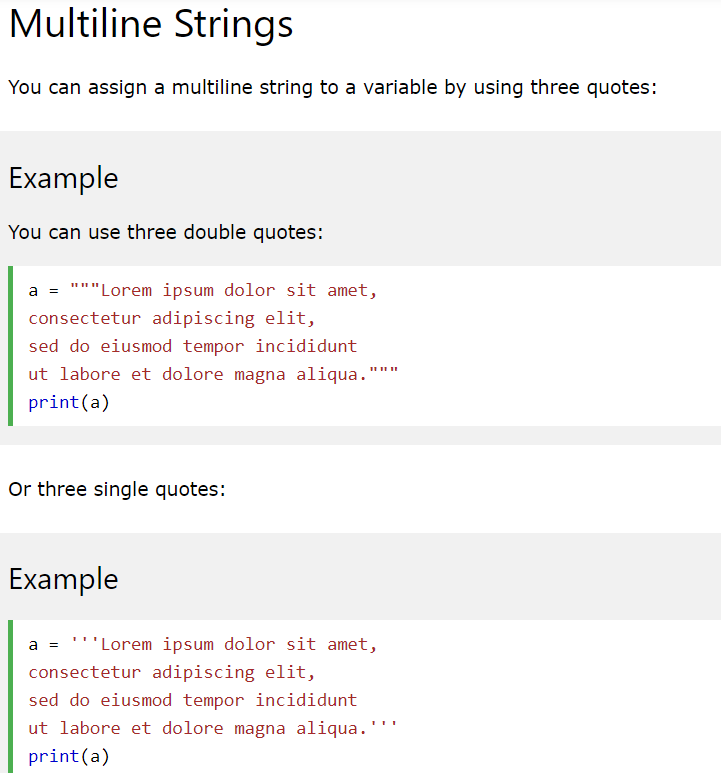 Multiline Strings
You can assign a multiline string to a variable by using three quotes:
Example
You can use three double quotes:
a = """Lorem ipsum dolor sit amet,
consectetur adipiscing elit,
sed do eiusmod tempor incididunt
ut labore et dolore magna aliqua."""
print(a)
Or three single quotes:
Example
a = '''Lorem ipsum dolor sit amet,
consectetur adipiscing elit,
sed do eiusmod tempor incididunt
ut labore et dolore magna aliqua.'''
print(a)